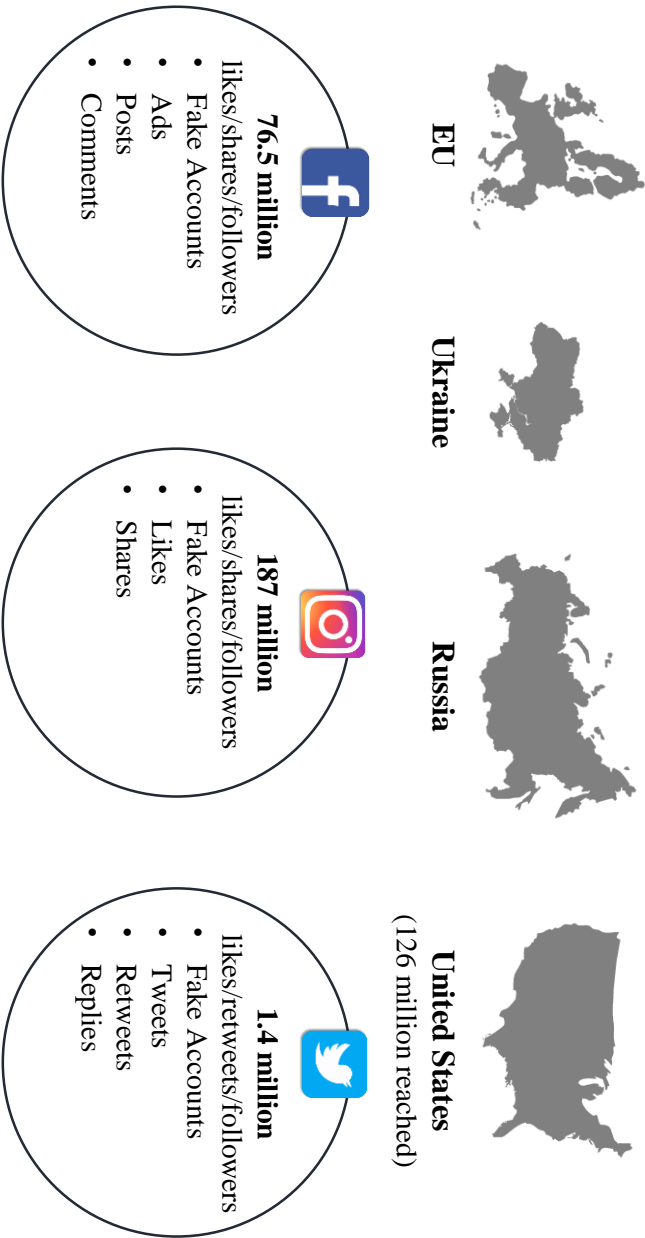 EU
Ukraine
Russia
United States
(126 million reached)
76.5 million
likes/shares/followers
• Fake Accounts
• Ads
• Posts
• Comments
187 million
likes/shares/followers
• Fake Accounts
• Likes
• Shares
1.4 million
likes/retweets/followers
• Fake Accounts
• Tweets
• Retweets
• Replies